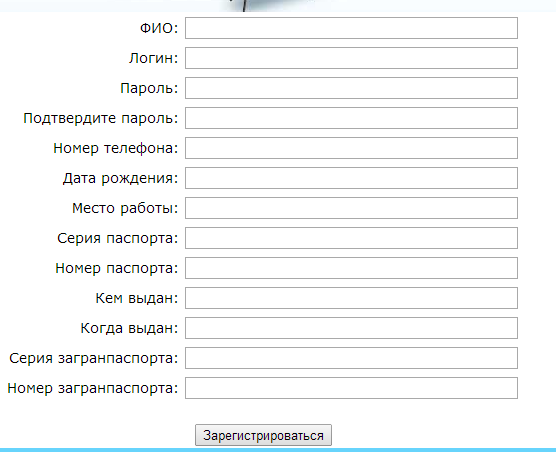 ФИО:
Логин:
Пароль:
Подтвердите пароль:
Номер телефона:
Дата рождения:
Место работы:
Серия паспорта:
Номер паспорта:
Кем выдан:
Когда выдан:
Серия загранпаспорта:
Номер загранпаспорта:
Зарегистрироваться